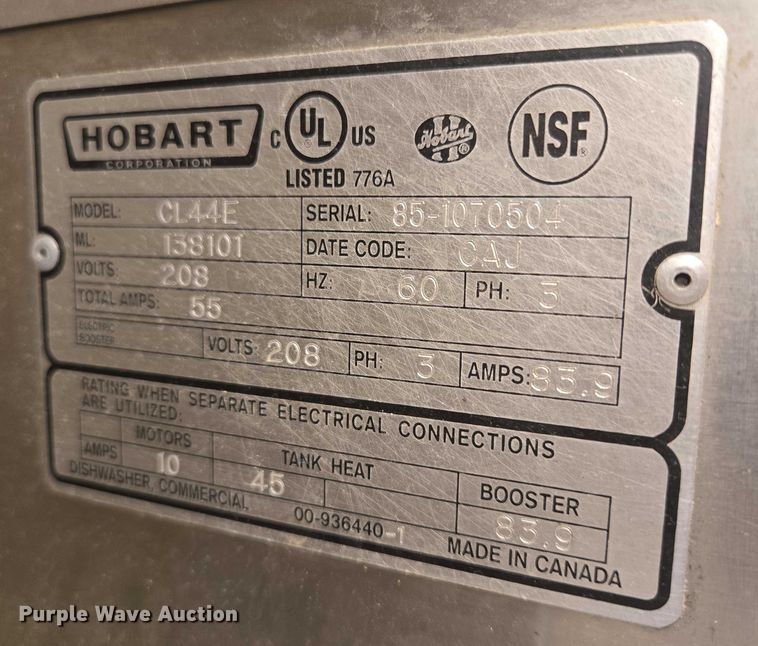 HOBART
CORPORATION
C UL US
LISTED 776A
Hobart ®
NSF®
MODEL: CL44E SERIAL: 85-1070504
ML: 138101 DATE CODE: CAJ
VOLTS: 208 HZ: 60 PH: 3
TOTAL AMPS: 55
ELECTRIC BOOSTER VOLTS: 208 PH: 3 AMPS: 83.9
RATING WHEN SEPARATE ELECTRICAL CONNECTIONS
ARE UTILIZED:
MOTORS TANK HEAT BOOSTER
AMPS 10 45 83.9
DISHWASHER, COMMERCIAL 00-936440-1 MADE IN CANADA
Purple Wave Auction